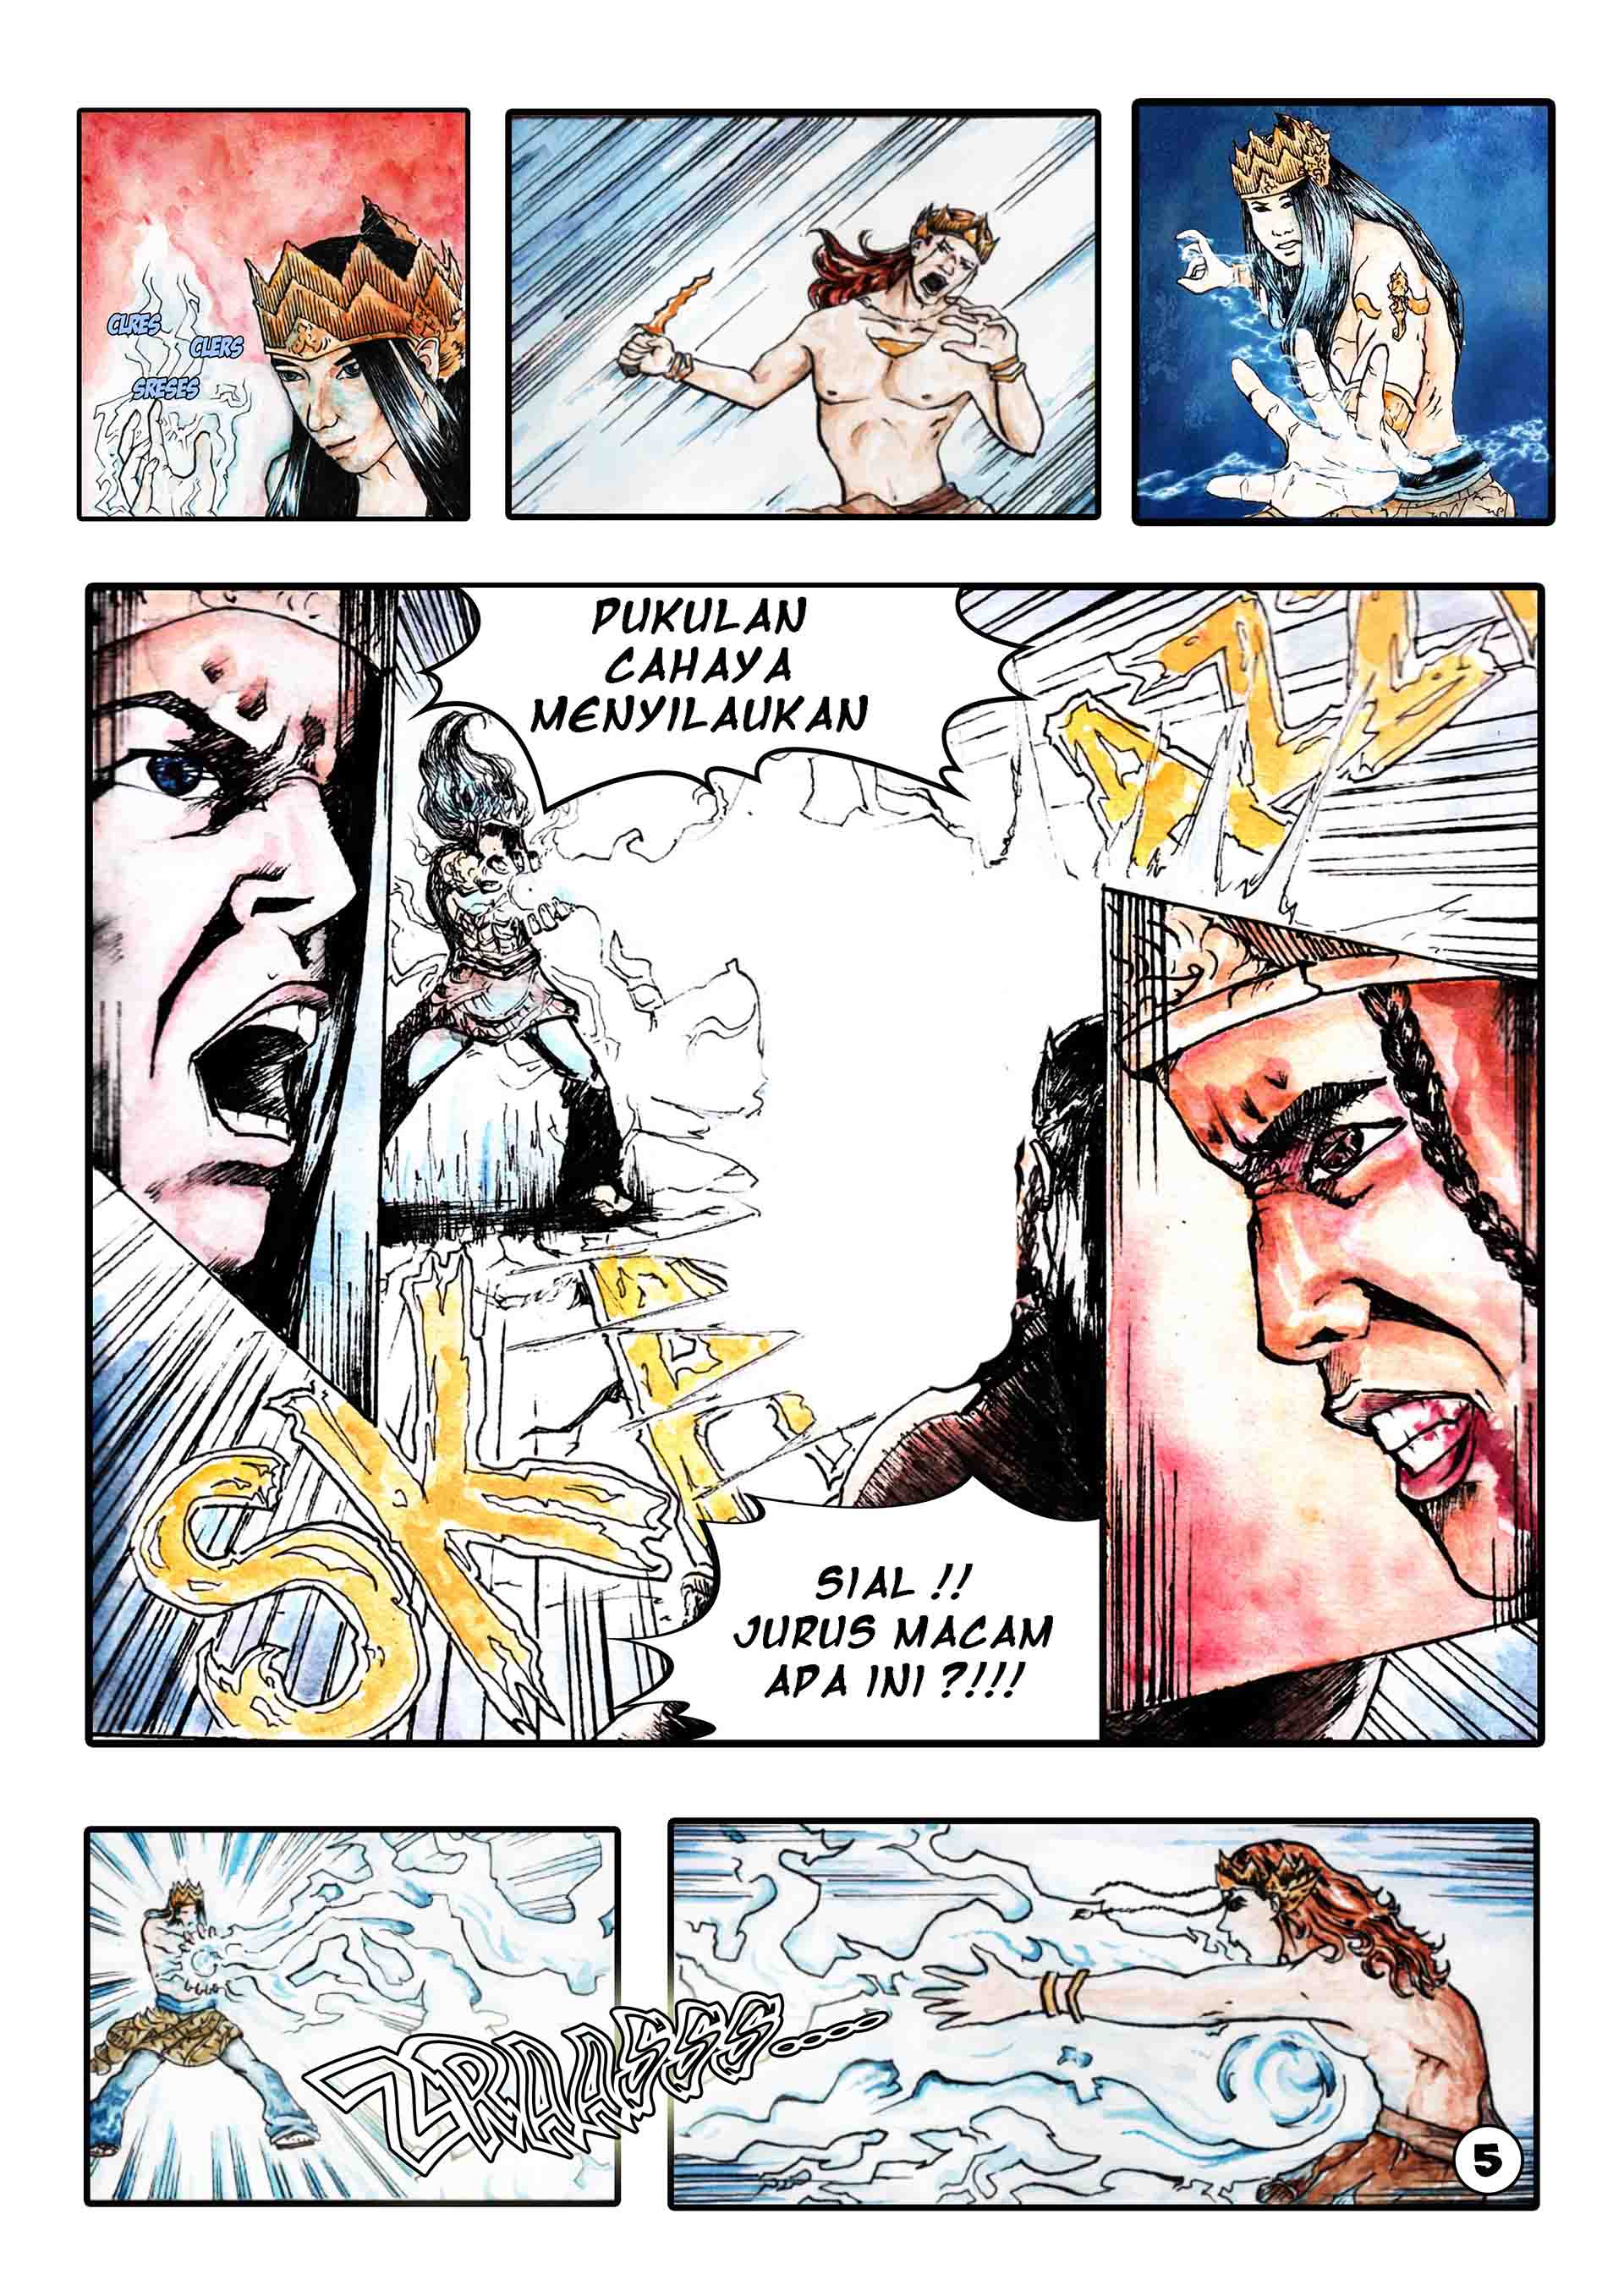 CLRES
CLERS
SRESES
PUKULAN
CAHAYA
MENYILAUKAN
SIAL !!
JURUS MACAM
APA INI ?!!!
ZRAASSS....
5